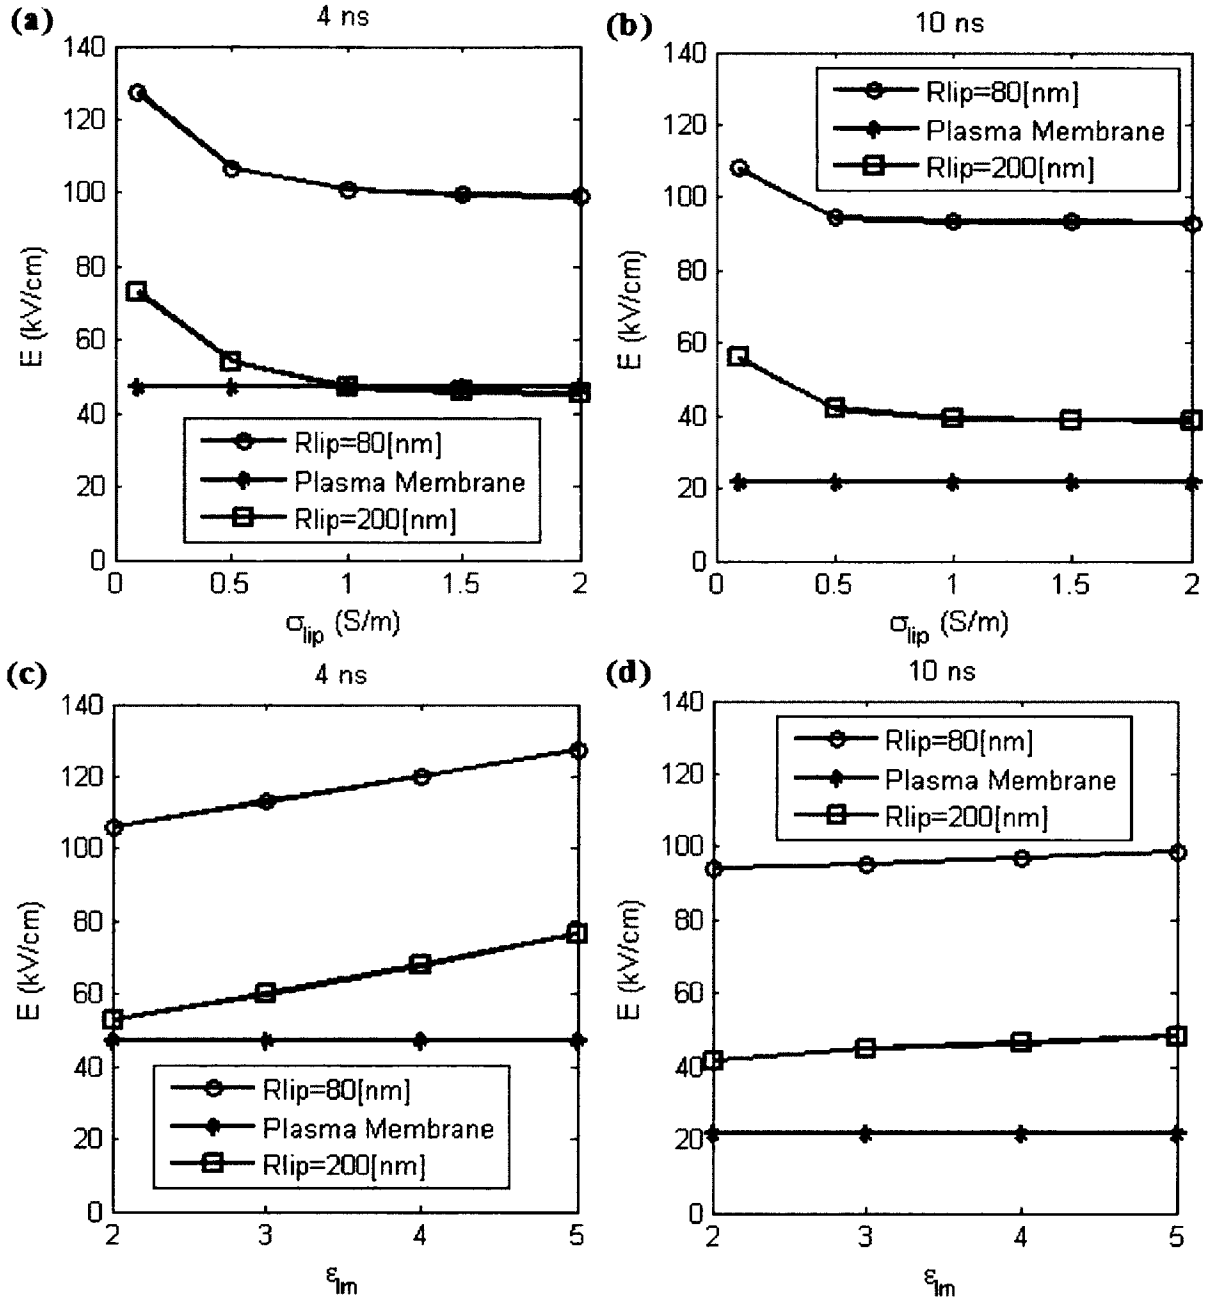 (a)
4 ns
140
120
100
80
60
40
20
0
E (kV/cm)
Rlip=80[nm]
Plasma Membrane
Rlip=200[nm]
0 0.5 1 1.5 2
σlip (S/m)
(b)
10 ns
140
120
100
80
60
40
20
0
E (kV/cm)
Rlip=80[nm]
Plasma Membrane
Rlip=200[nm]
0 0.5 1 1.5 2
σlip (S/m)
(c)
4 ns
140
120
100
80
60
40
20
0
E (kV/cm)
Rlip=80[nm]
Plasma Membrane
Rlip=200[nm]
2 3 4 5
εlm
(d)
10 ns
140
120
100
80
60
40
20
0
E (kV/cm)
Rlip=80[nm]
Plasma Membrane
Rlip=200[nm]
2 3 4 5
εlm